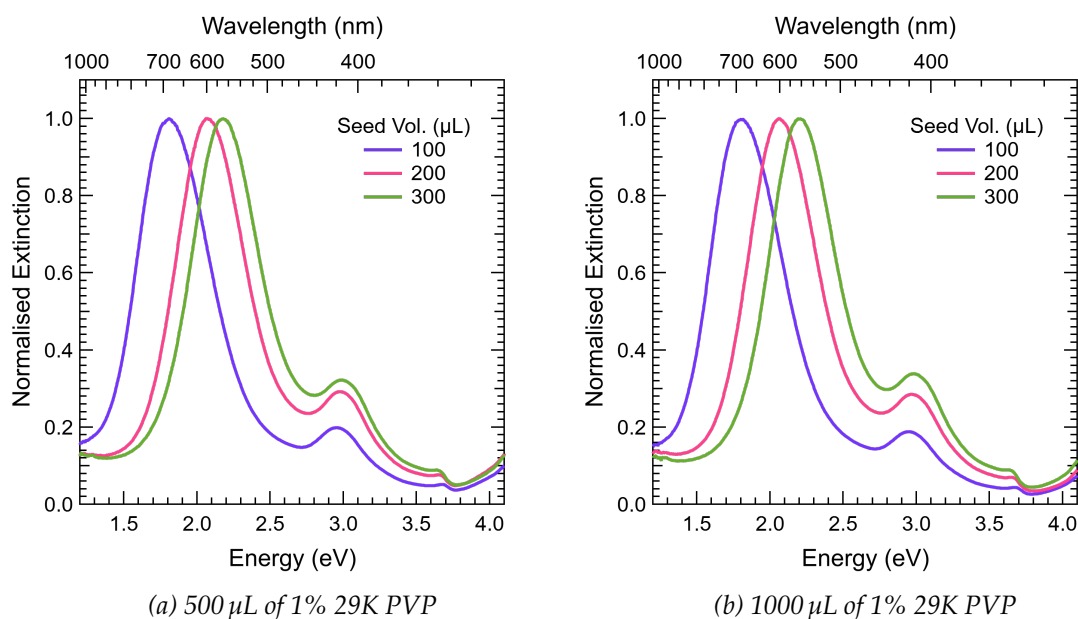 Wavelength (nm)
1000 700 600 500 400
Normalised Extinction
1.0
0.8
0.6
0.4
0.2
0.0
Seed Vol. (µL)
100
200
300
1.5 2.0 2.5 3.0 3.5 4.0
Energy (eV)
(a) 500 µL of 1% 29K PVP
Wavelength (nm)
1000 700 600 500 400
Normalised Extinction
1.0
0.8
0.6
0.4
0.2
0.0
Seed Vol. (µL)
100
200
300
1.5 2.0 2.5 3.0 3.5 4.0
Energy (eV)
(b) 1000 µL of 1% 29K PVP